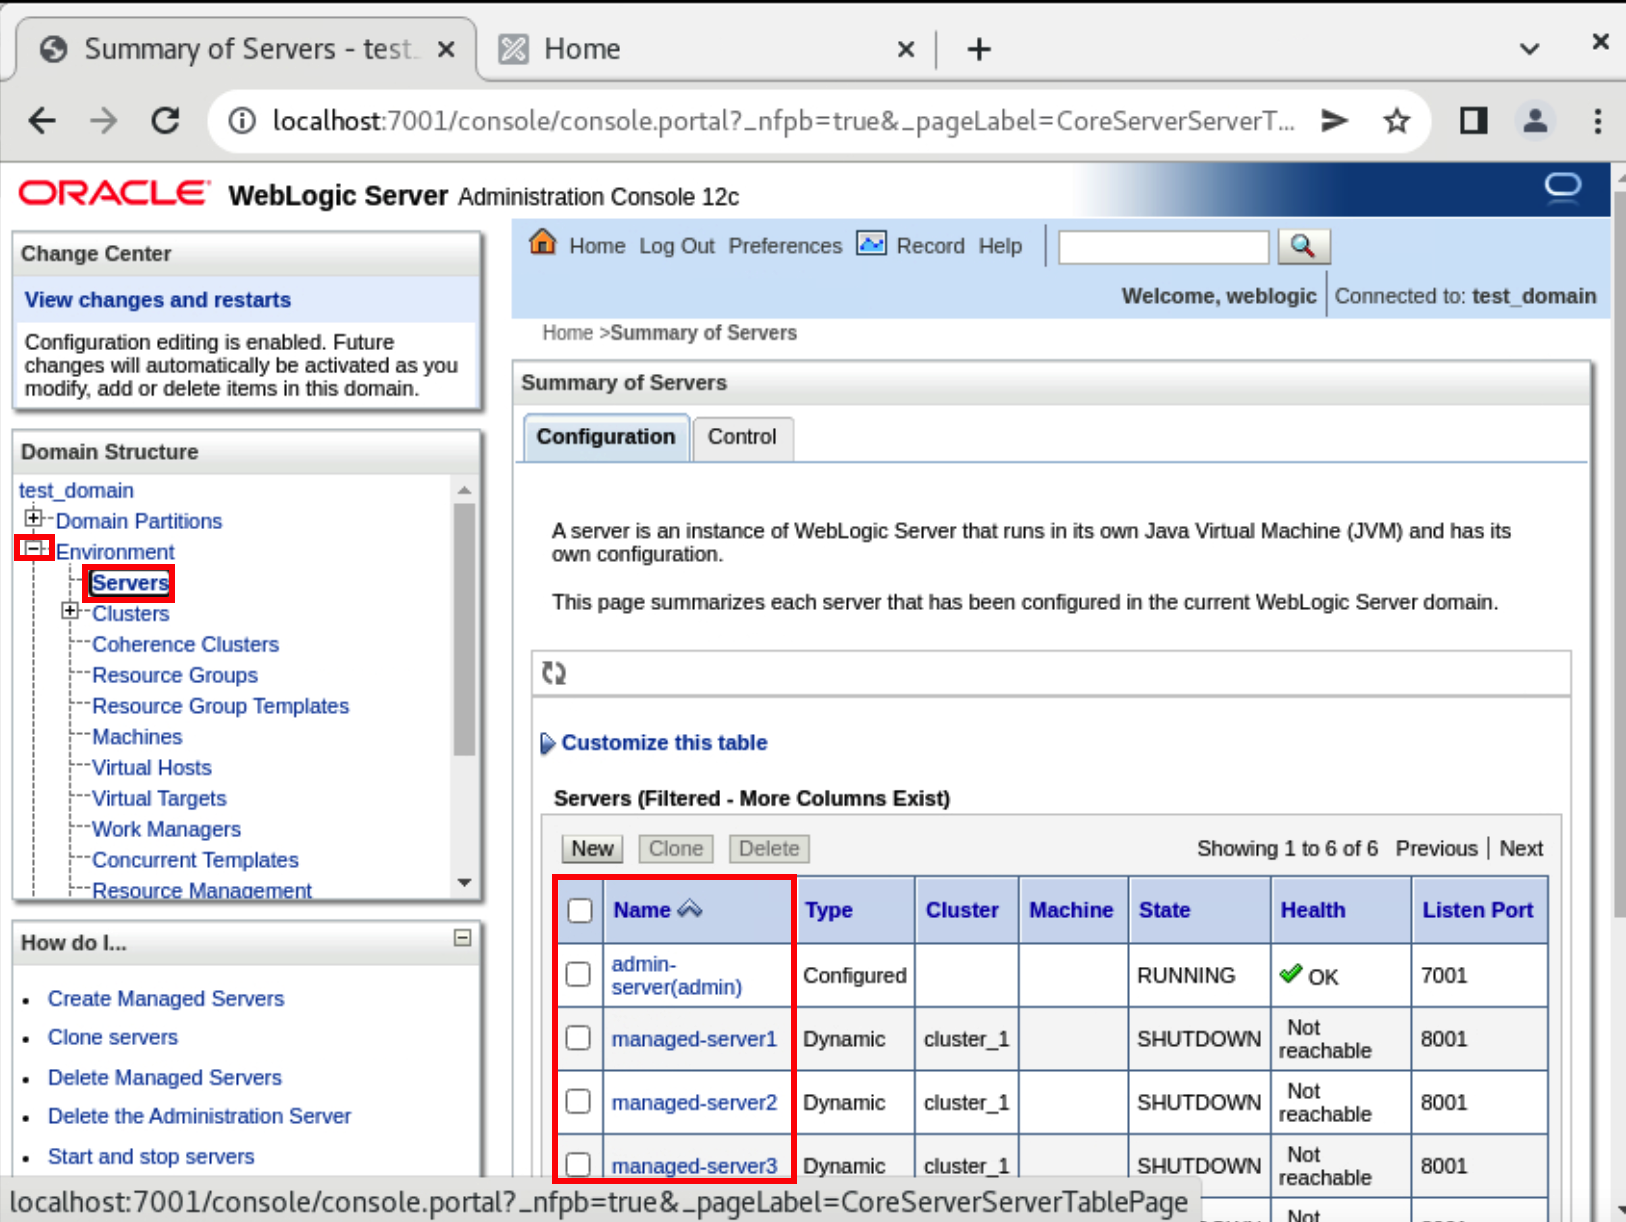 Summary of Servers - test_
Home
localhost:7001/console/console.portal?_nfpb=true&_pageLabel=CoreServerServerT...
ORACLE WebLogic Server Administration Console 12c
Change Center
View changes and restarts
Configuration editing is enabled. Future
changes will automatically be activated as you
modify, add or delete items in this domain.
Domain Structure
test_domain
Domain Partitions
Environment
Servers
Clusters
Coherence Clusters
Resource Groups
Resource Group Templates
Machines
Virtual Hosts
Virtual Targets
Work Managers
Concurrent Templates
Resource Management
How do I...
Create Managed Servers
Clone servers
Delete Managed Servers
Delete the Administration Server
Start and stop servers
Home Log Out Preferences Record Help
Welcome, weblogic Connected to: test_domain
Home >Summary of Servers
Summary of Servers
Configuration Control
A server is an instance of WebLogic Server that runs in its own Java Virtual Machine (JVM) and has its
own configuration.
This page summarizes each server that has been configured in the current WebLogic Server domain.
Customize this table
Servers (Filtered - More Columns Exist)
New Clone Delete Showing 1 to 6 of 6 Previous | Next
Name Type Cluster Machine State Health Listen Port
admin-
server(admin) Configured RUNNING OK 7001
managed-server1 Dynamic cluster_1 SHUTDOWN Not
reachable 8001
managed-server2 Dynamic cluster_1 SHUTDOWN Not
reachable 8001
managed-server3 Dynamic cluster_1 SHUTDOWN Not
reachable 8001
Not
localhost:7001/console/console.portal?_nfpb=true&_pageLabel=CoreServerServerTablePage